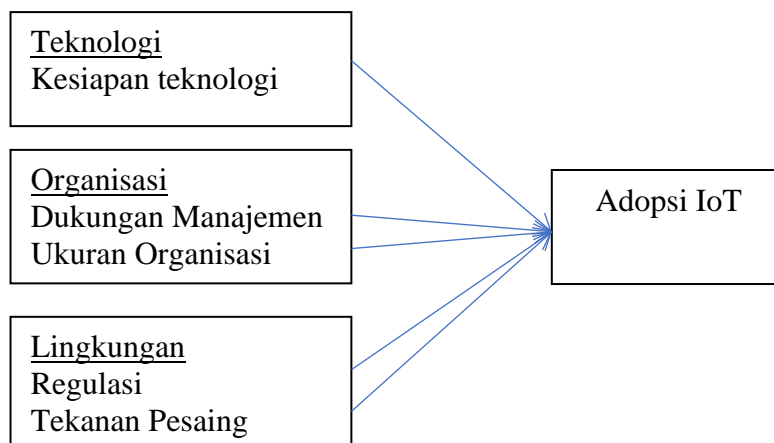 Teknologi
Kesiapan teknologi
Organisasi
Dukungan Manajemen
Ukuran Organisasi
Adopsi IoT
Lingkungan
Regulasi
Tekanan Pesaing